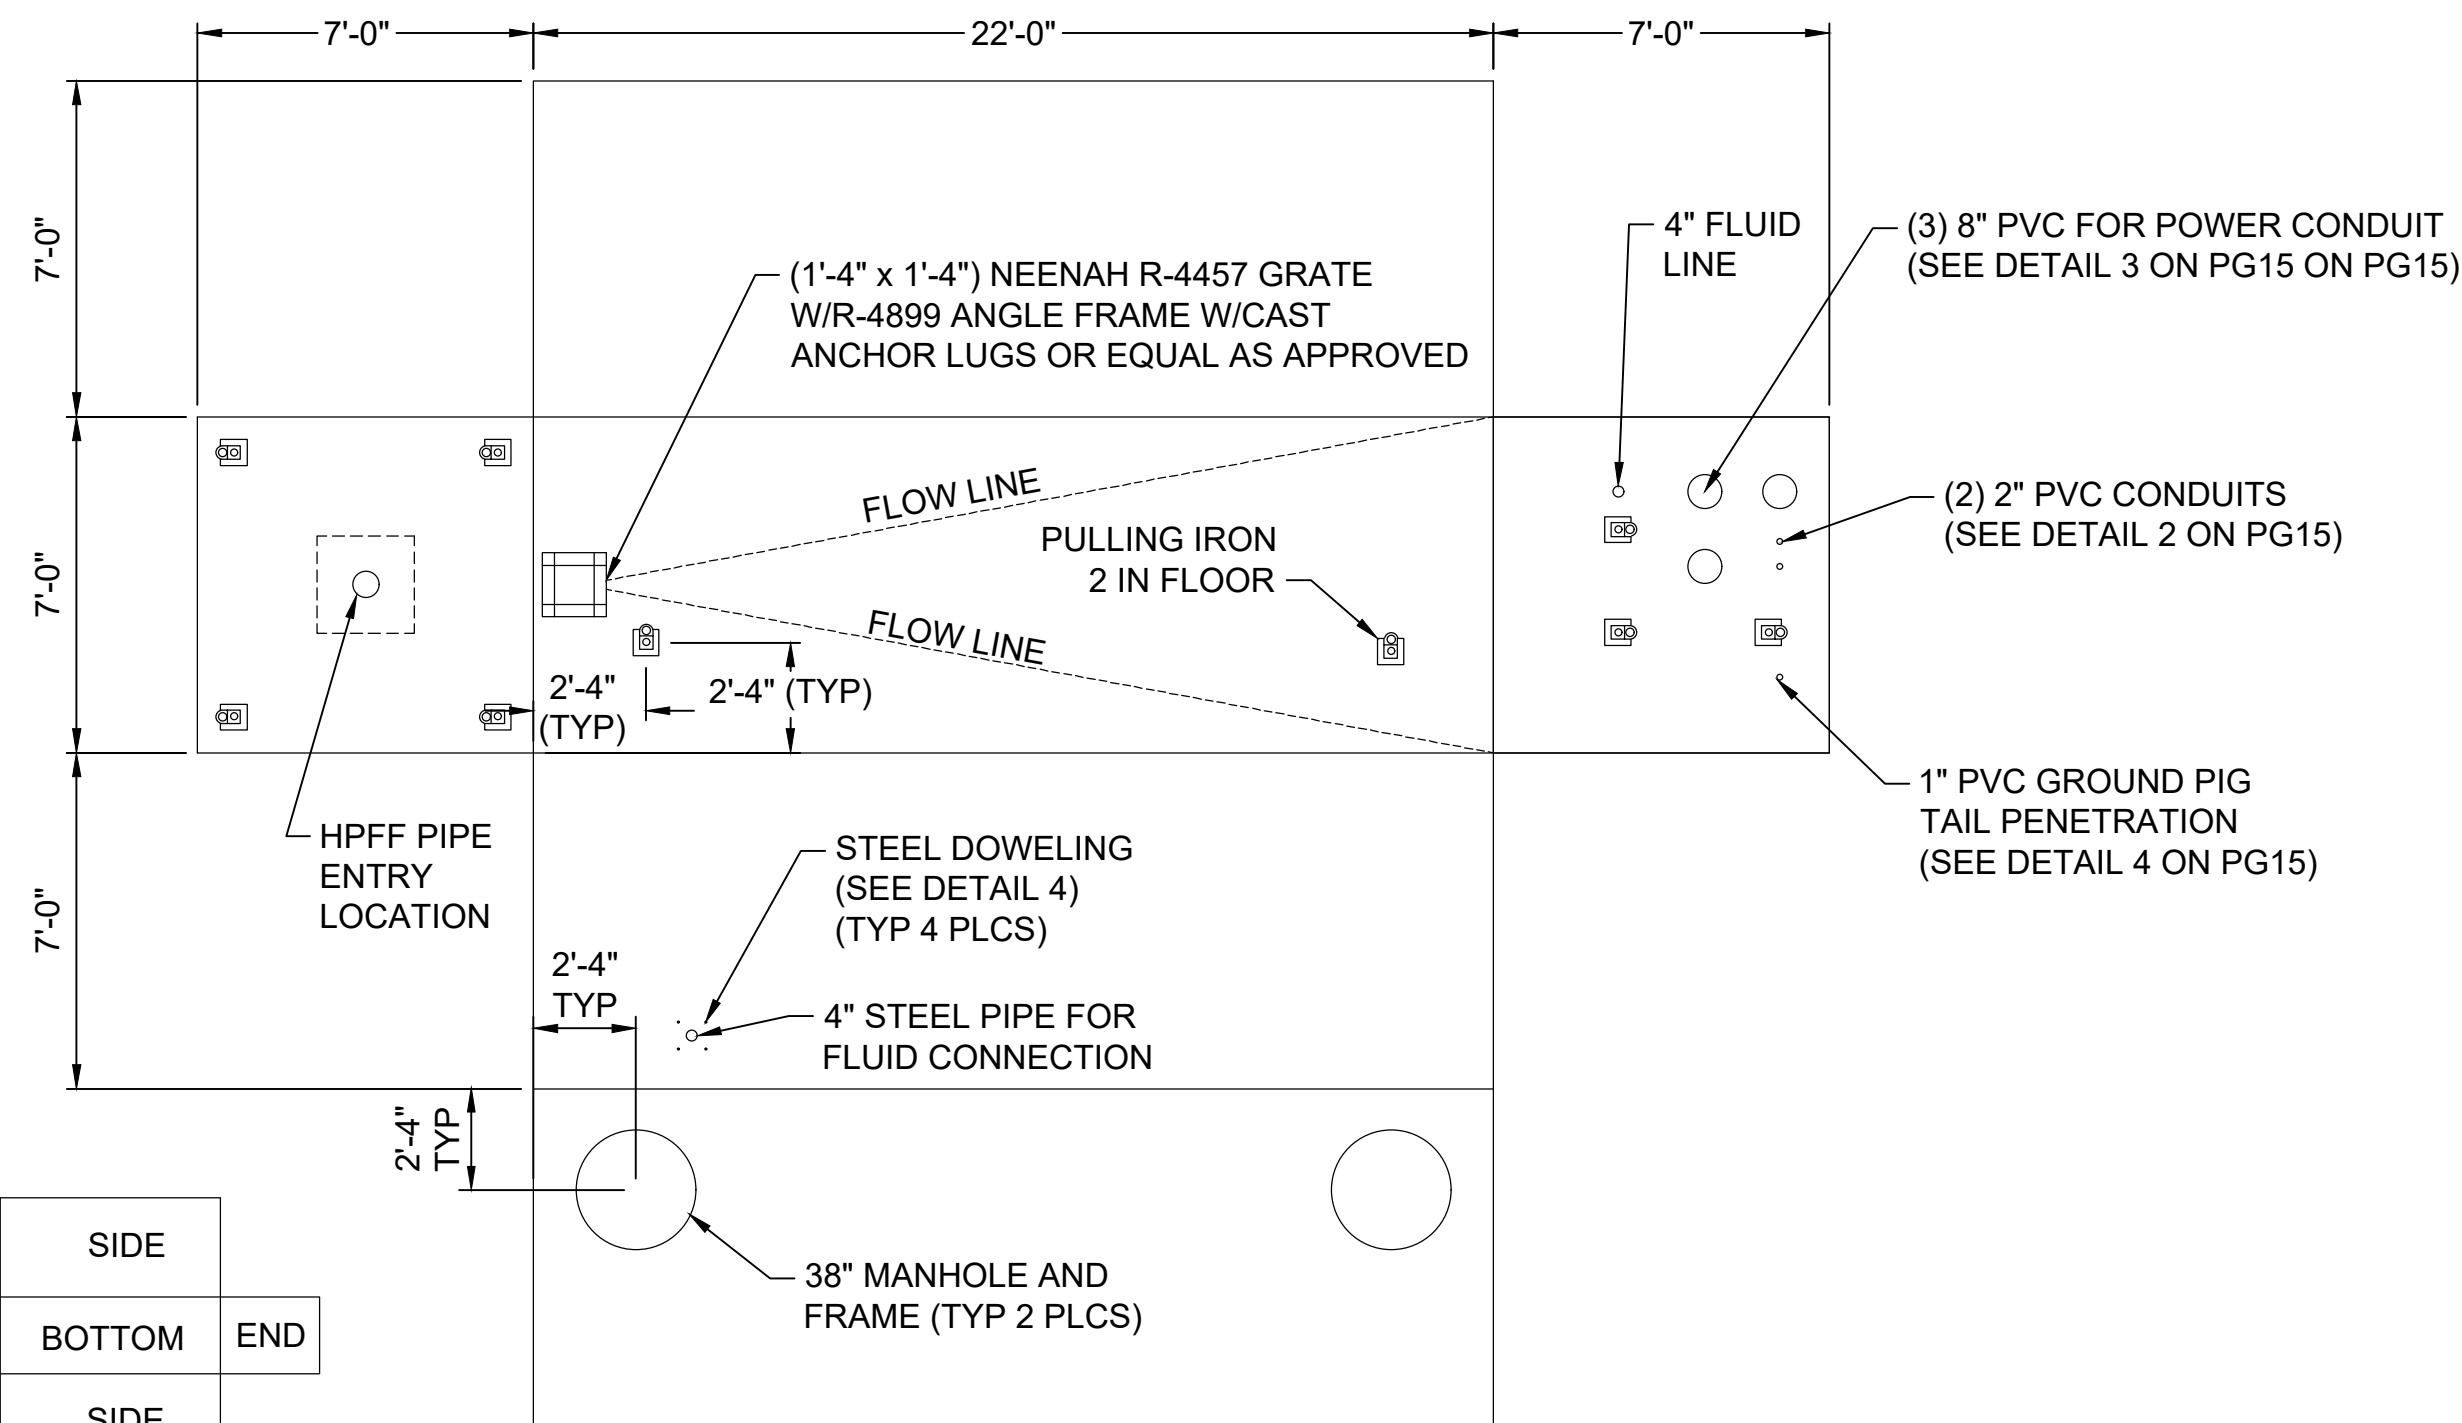 7'-0"
22'-0"
7'-0"
7'-0"
4" FLUID
LINE
(3) 8" PVC FOR POWER CONDUIT
(SEE DETAIL 3 ON PG15 ON PG15)
(1'-4" x 1'-4") NEENAH R-4457 GRATE
W/R-4899 ANGLE FRAME W/CAST
ANCHOR LUGS OR EQUAL AS APPROVED
FLOW LINE
(2) 2" PVC CONDUITS
(SEE DETAIL 2 ON PG15)
PULLING IRON
2 IN FLOOR
7'-0"
FLOW LINE
2'-4"
(TYP)
2'-4" (TYP)
1" PVC GROUND PIG
TAIL PENETRATION
(SEE DETAIL 4 ON PG15)
HPFF PIPE
ENTRY
LOCATION
STEEL DOWELING
(SEE DETAIL 4)
(TYP 4 PLCS)
7'-0"
2'-4"
TYP
4" STEEL PIPE FOR
FLUID CONNECTION
2'-4"
TYP
38" MANHOLE AND
FRAME (TYP 2 PLCS)
SIDE
BOTTOM
END
SIDE